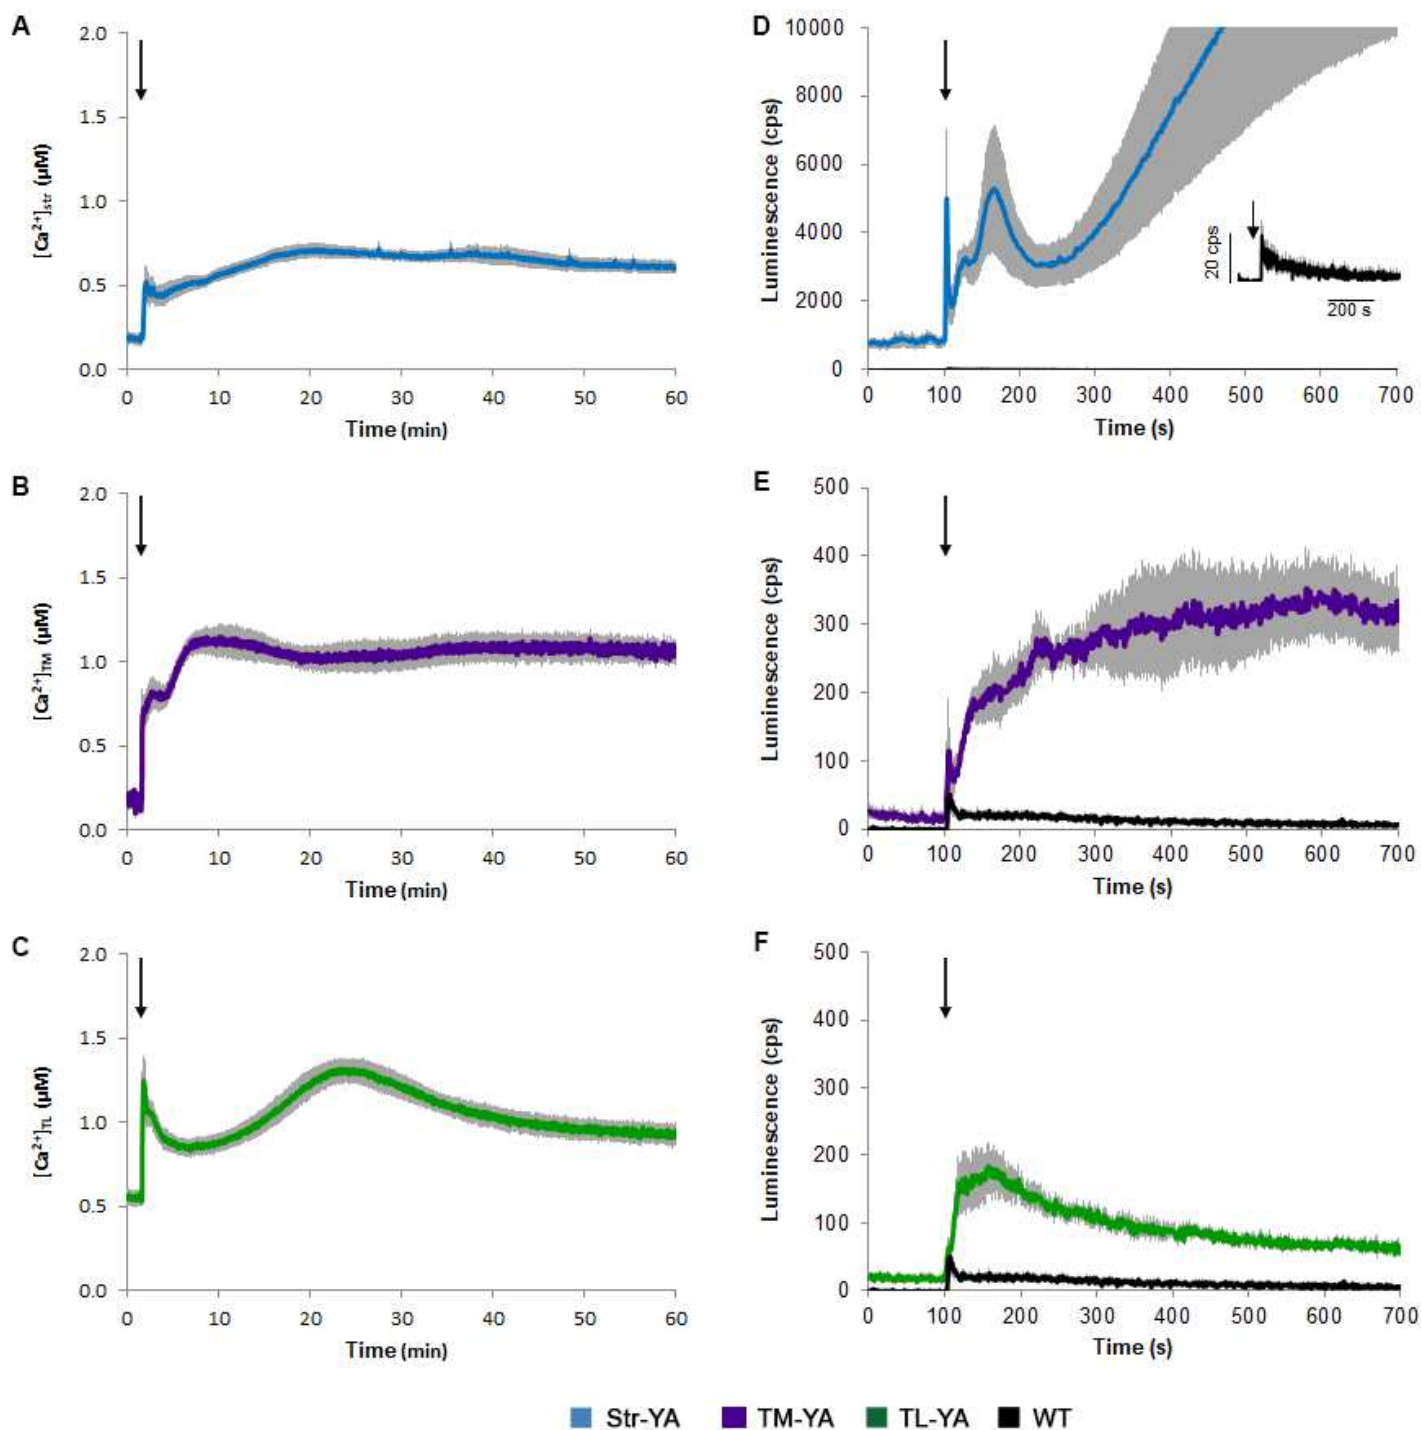 A
2.0
1.5
1.0
0.5
0.0
[Ca²⁺]str (µM)
0 10 20 30 40 50 60
Time (min)
D
10000
8000
6000
4000
2000
0
Luminescence (cps)
20 cps
200 s
0 100 200 300 400 500 600 700
Time (s)
B
2.0
1.5
1.0
0.5
0.0
[Ca²⁺]TM (µM)
0 10 20 30 40 50 60
Time (min)
E
500
400
300
200
100
0
Luminescence (cps)
0 100 200 300 400 500 600 700
Time (s)
C
2.0
1.5
1.0
0.5
0.0
[Ca²⁺]TL (µM)
0 10 20 30 40 50 60
Time (min)
F
500
400
300
200
100
0
Luminescence (cps)
0 100 200 300 400 500 600 700
Time (s)
Str-YA TM-YA TL-YA WT